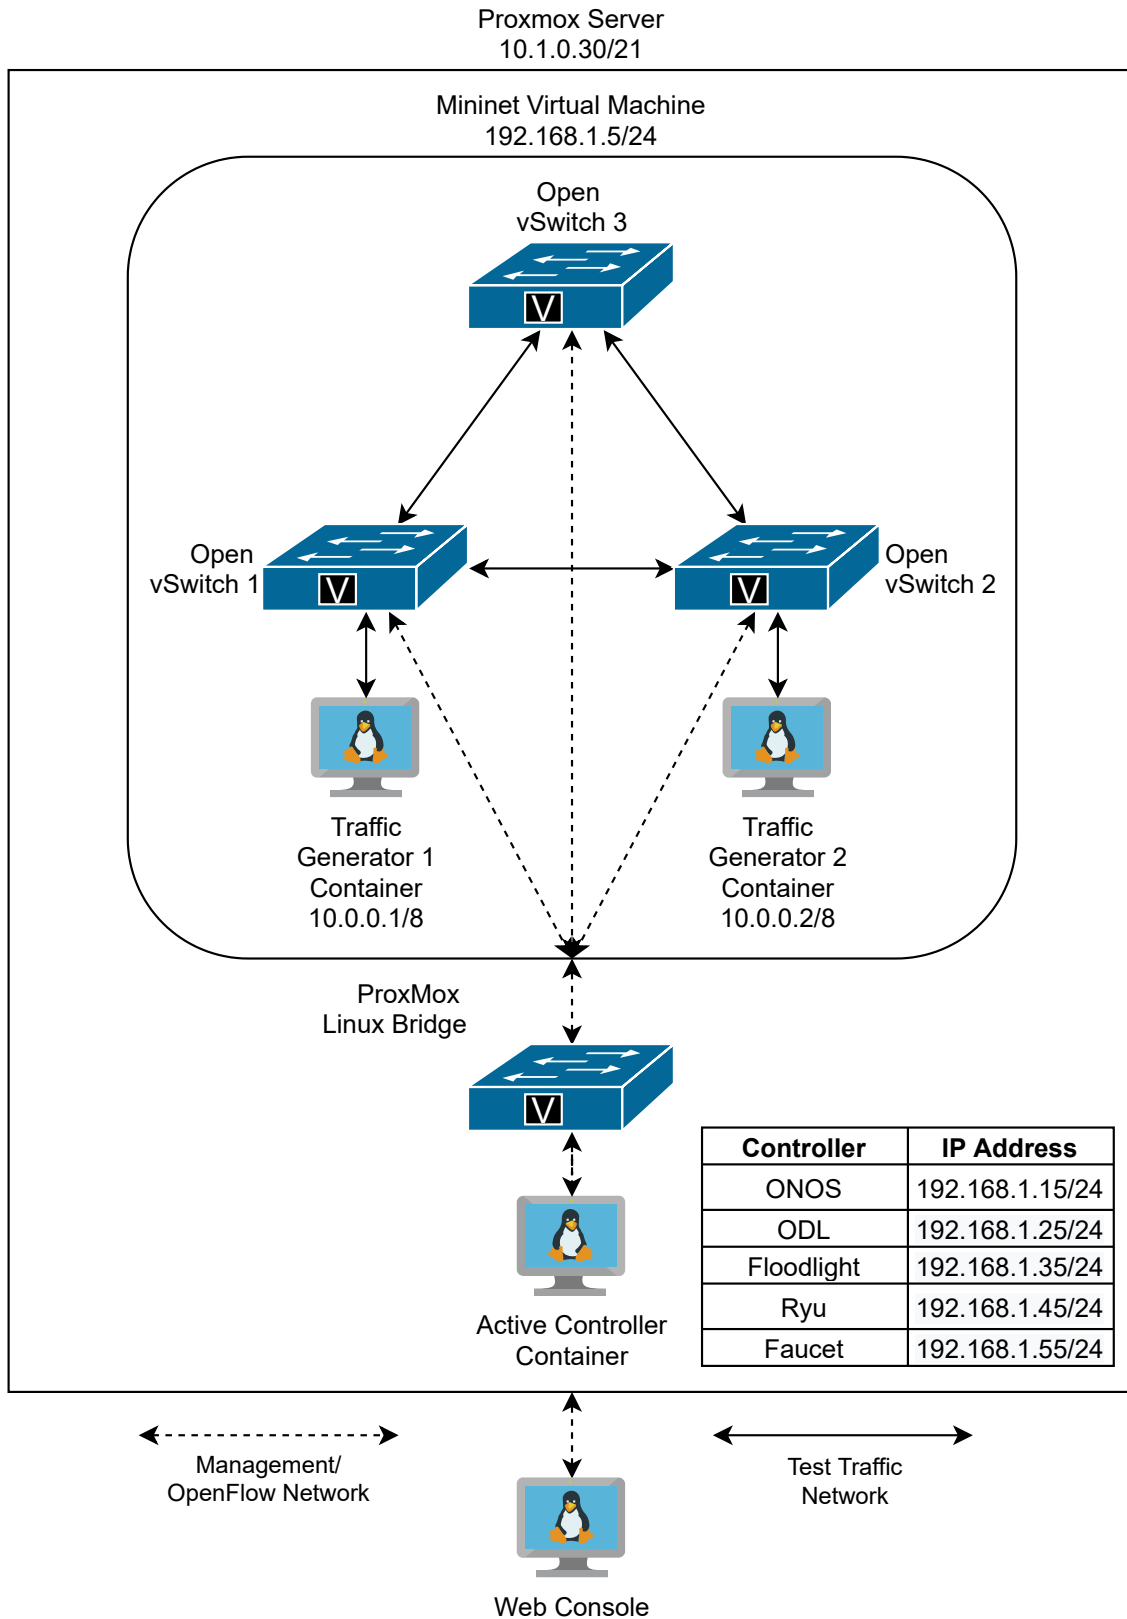 Proxmox Server
10.1.0.30/21
Mininet Virtual Machine
192.168.1.5/24
Open
vSwitch 3
V
Open
vSwitch 1
V
V
Open
vSwitch 2
Traffic
Generator 1
Container
10.0.0.1/8
Traffic
Generator 2
Container
10.0.0.2/8
ProxMox
Linux Bridge
V
Active Controller
Container
Controller IP Address
ONOS 192.168.1.15/24
ODL 192.168.1.25/24
Floodlight 192.168.1.35/24
Ryu 192.168.1.45/24
Faucet 192.168.1.55/24
Management/
OpenFlow Network
Test Traffic
Network
Web Console